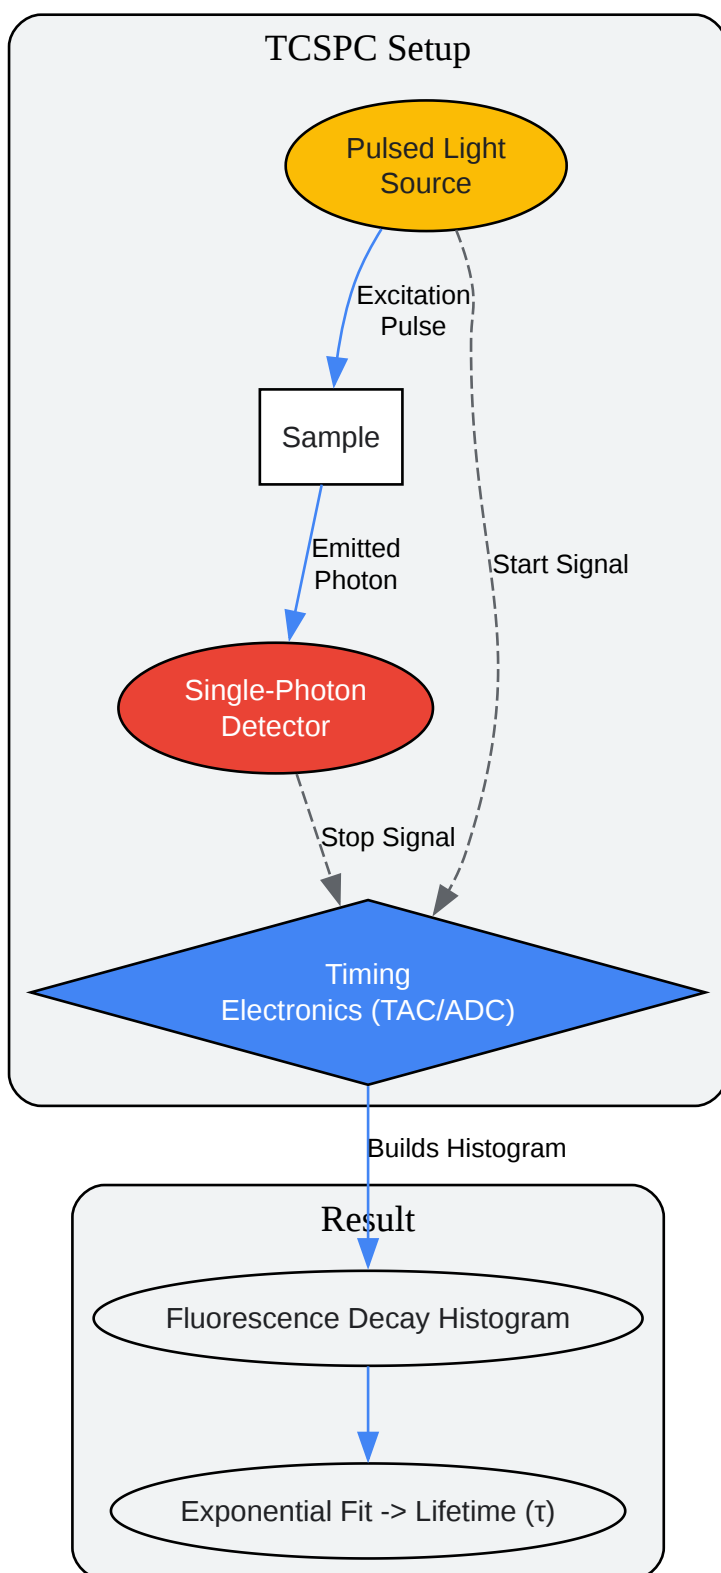 TCSPC Setup
Pulsed Light
Source
Excitation
Pulse
Sample
Emitted
Photon
Start Signal
Single-Photon
Detector
Stop Signal
Timing
Electronics (TAC/ADC)
Builds Histogram
Result
Fluorescence Decay Histogram
Exponential Fit -> Lifetime (τ)